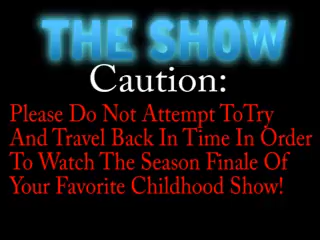 THE SHOW
Caution:
Please Do Not Attempt ToTry
And Travel Back In Time In Order
To Watch The Season Finale Of
Your Favorite Childhood Show!